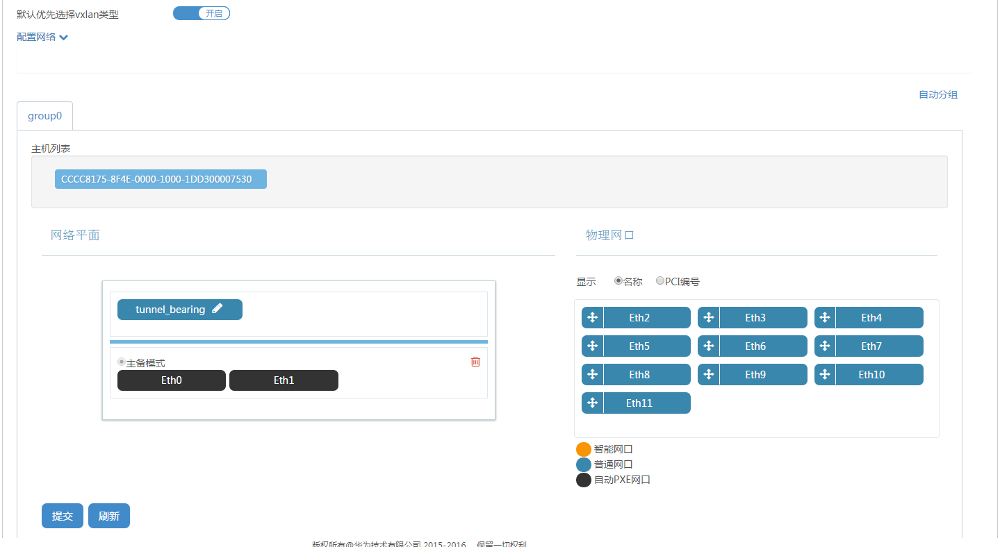 默认优先选择vxlan类型 开启
配置网络
自动分组
group0
主机列表
CCCC8175-8F4E-0000-1000-1DD300007530
网络平面 物理网口
显示 名称 PCI编号
tunnel_bearing
Eth2 Eth3 Eth4
Eth5 Eth6 Eth7
主备模式
Eth0 Eth1
Eth8 Eth9 Eth10
Eth11
智能网口
普通网口
自动PXE网口
提交 刷新
版权所有@华为技术有限公司 2015-2016 保留一切权利